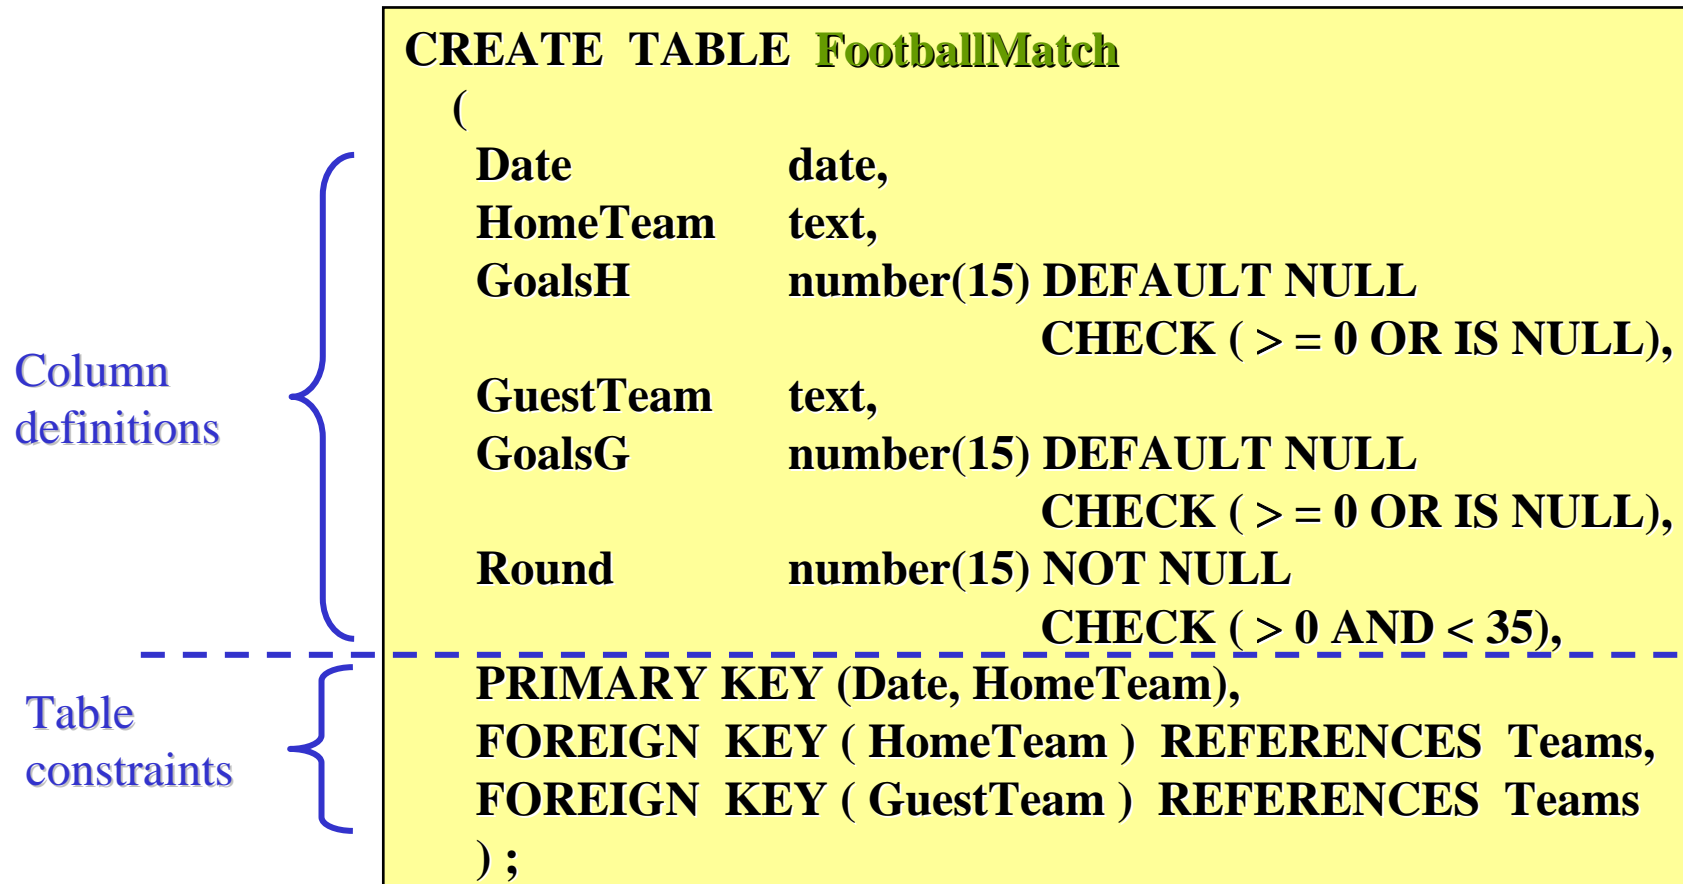 CREATE TABLE FootballMatch
(
Date date,
HomeTeam text,
GoalsH number(15) DEFAULT NULL
CHECK ( > = 0 OR IS NULL),
GuestTeam text,
GoalsG number(15) DEFAULT NULL
CHECK ( > = 0 OR IS NULL),
Round number(15) NOT NULL
CHECK ( > 0 AND < 35),
PRIMARY KEY (Date, HomeTeam),
FOREIGN KEY ( HomeTeam ) REFERENCES Teams,
FOREIGN KEY ( GuestTeam ) REFERENCES Teams
) ;
Column
definitions
Table
constraints